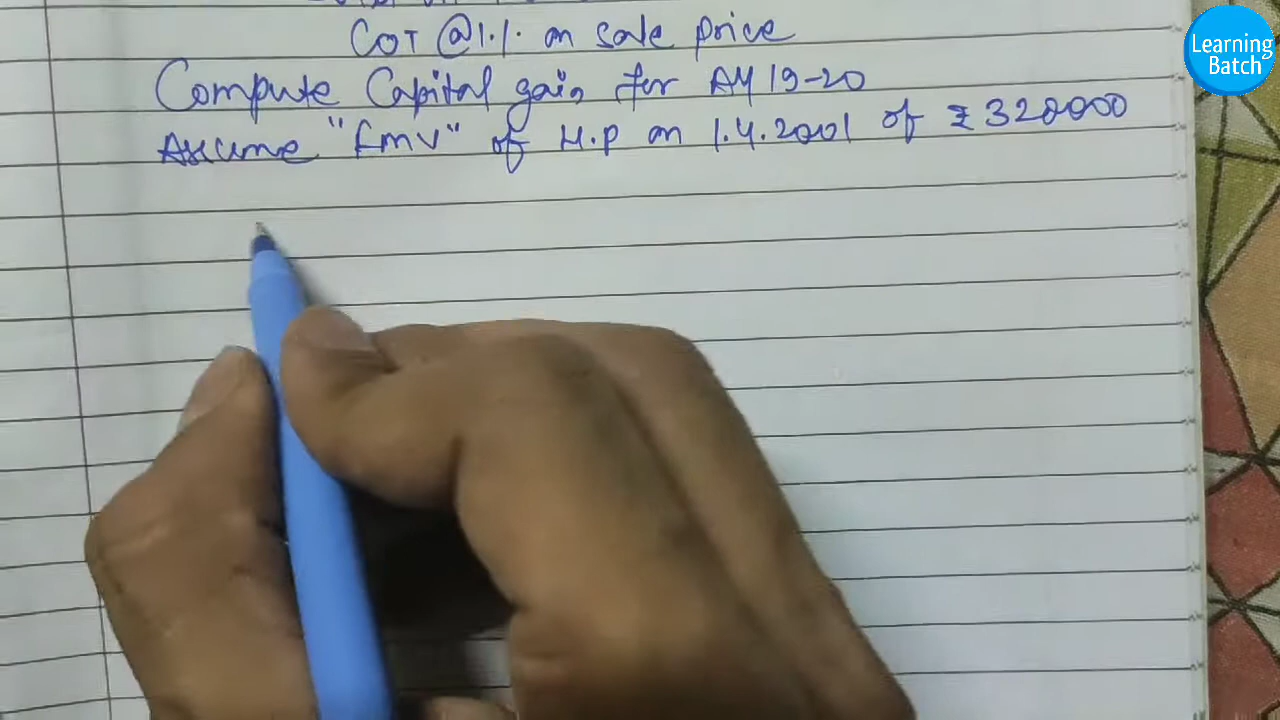 COT @1.1. on sale price
Learning
Batch
Compute Capital gain for AY 19-20
Assume "fmv" of H.P on 1.4.2001 of ₹ 320000